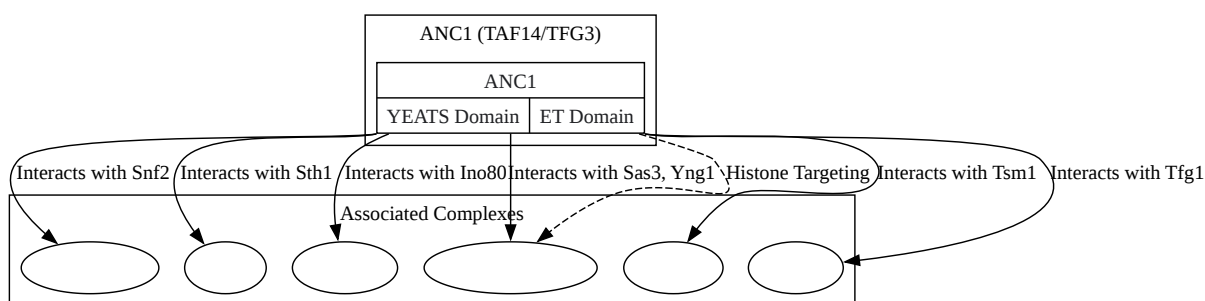 ANC1 (TAF14/TFG3)
ANC1
YEATS Domain
ET Domain
Interacts with Snf2
Interacts with Sth1
Interacts with Ino80
Interacts with Sas3, Yng1
Histone Targeting
Interacts with Tsm1
Interacts with Tfg1
Associated Complexes